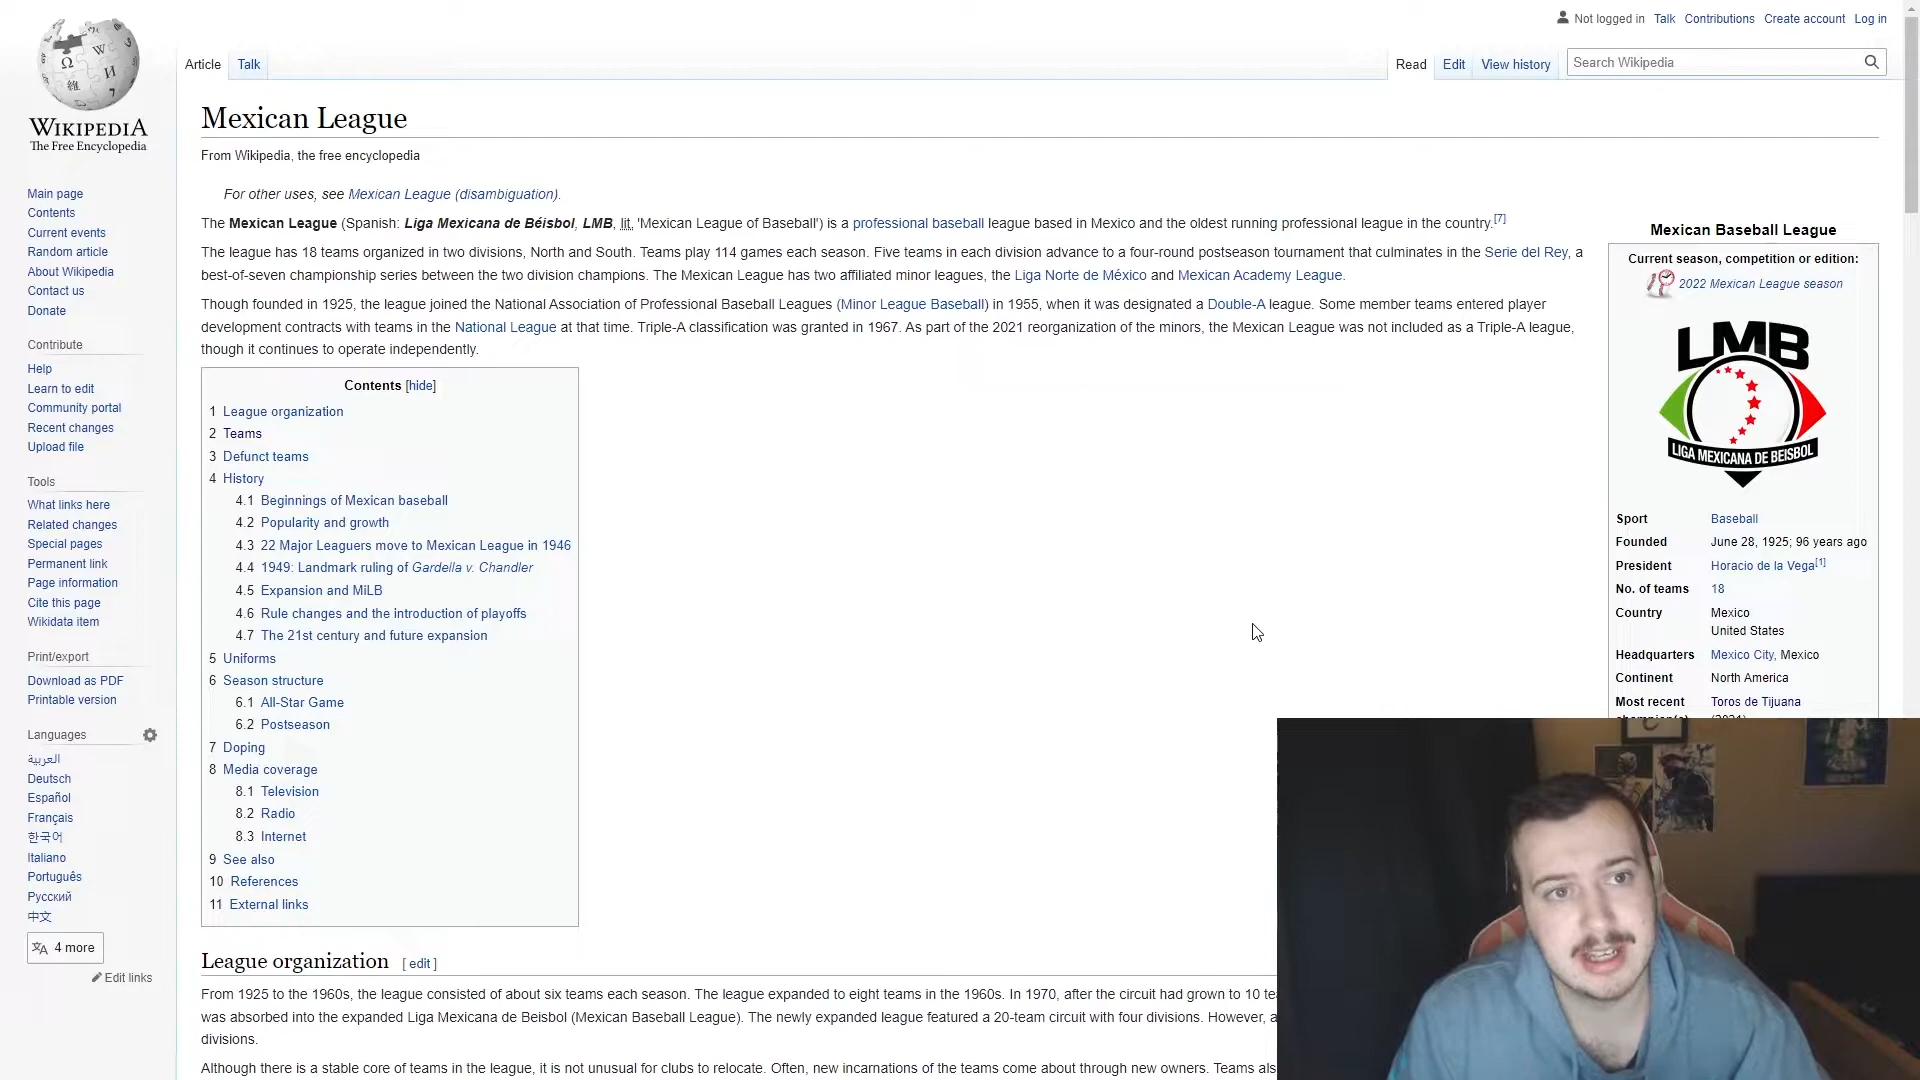 Not logged in Talk Contributions Create account Log in
Article Talk
Read Edit View history Search Wikipedia
WIKIPEDIA
The Free Encyclopedia
Main page
Contents
Current events
Random article
About Wikipedia
Contact us
Donate
Contribute
Help
Learn to edit
Community portal
Recent changes
Upload file
Tools
What links here
Related changes
Special pages
Permanent link
Page information
Cite this page
Wikidata item
Print/export
Download as PDF
Printable version
Languages
العربية
Deutsch
Español
Français
한국어
Italiano
Português
Русский
中文
4 more
Edit links
Mexican League
From Wikipedia, the free encyclopedia
For other uses, see Mexican League (disambiguation).
The Mexican League (Spanish: Liga Mexicana de Béisbol, LMB, lit. 'Mexican League of Baseball') is a professional baseball league based in Mexico and the oldest running professional league in the country.[7]
The league has 18 teams organized in two divisions, North and South. Teams play 114 games each season. Five teams in each division advance to a four-round postseason tournament that culminates in the Serie del Rey, a
best-of-seven championship series between the two division champions. The Mexican League has two affiliated minor leagues, the Liga Norte de México and Mexican Academy League.
Though founded in 1925, the league joined the National Association of Professional Baseball Leagues (Minor League Baseball) in 1955, when it was designated a Double-A league. Some member teams entered player
development contracts with teams in the National League at that time. Triple-A classification was granted in 1967. As part of the 2021 reorganization of the minors, the Mexican League was not included as a Triple-A league,
though it continues to operate independently.
Contents [hide]
1 League organization
2 Teams
3 Defunct teams
4 History
4.1 Beginnings of Mexican baseball
4.2 Popularity and growth
4.3 22 Major Leaguers move to Mexican League in 1946
4.4 1949: Landmark ruling of Gardella v. Chandler
4.5 Expansion and MiLB
4.6 Rule changes and the introduction of playoffs
4.7 The 21st century and future expansion
5 Uniforms
6 Season structure
6.1 All-Star Game
6.2 Postseason
7 Doping
8 Media coverage
8.1 Television
8.2 Radio
8.3 Internet
9 See also
10 References
11 External links
League organization [ edit ]
From 1925 to the 1960s, the league consisted of about six teams each season. The league expanded to eight teams in the 1960s. In 1970, after the circuit had grown to 10 te
was absorbed into the expanded Liga Mexicana de Beisbol (Mexican Baseball League). The newly expanded league featured a 20-team circuit with four divisions. However, a
divisions.
Although there is a stable core of teams in the league, it is not unusual for clubs to relocate. Often, new incarnations of the teams come about through new owners. Teams als
Mexican Baseball League
Current season, competition or edition:
2022 Mexican League season
LMB
LIGA MEXICANA DE BEISBOL
Sport Baseball
Founded June 28, 1925; 96 years ago
President Horacio de la Vega[1]
No. of teams 18
Country Mexico
United States
Headquarters Mexico City, Mexico
Continent North America
Most recent Toros de Tijuana